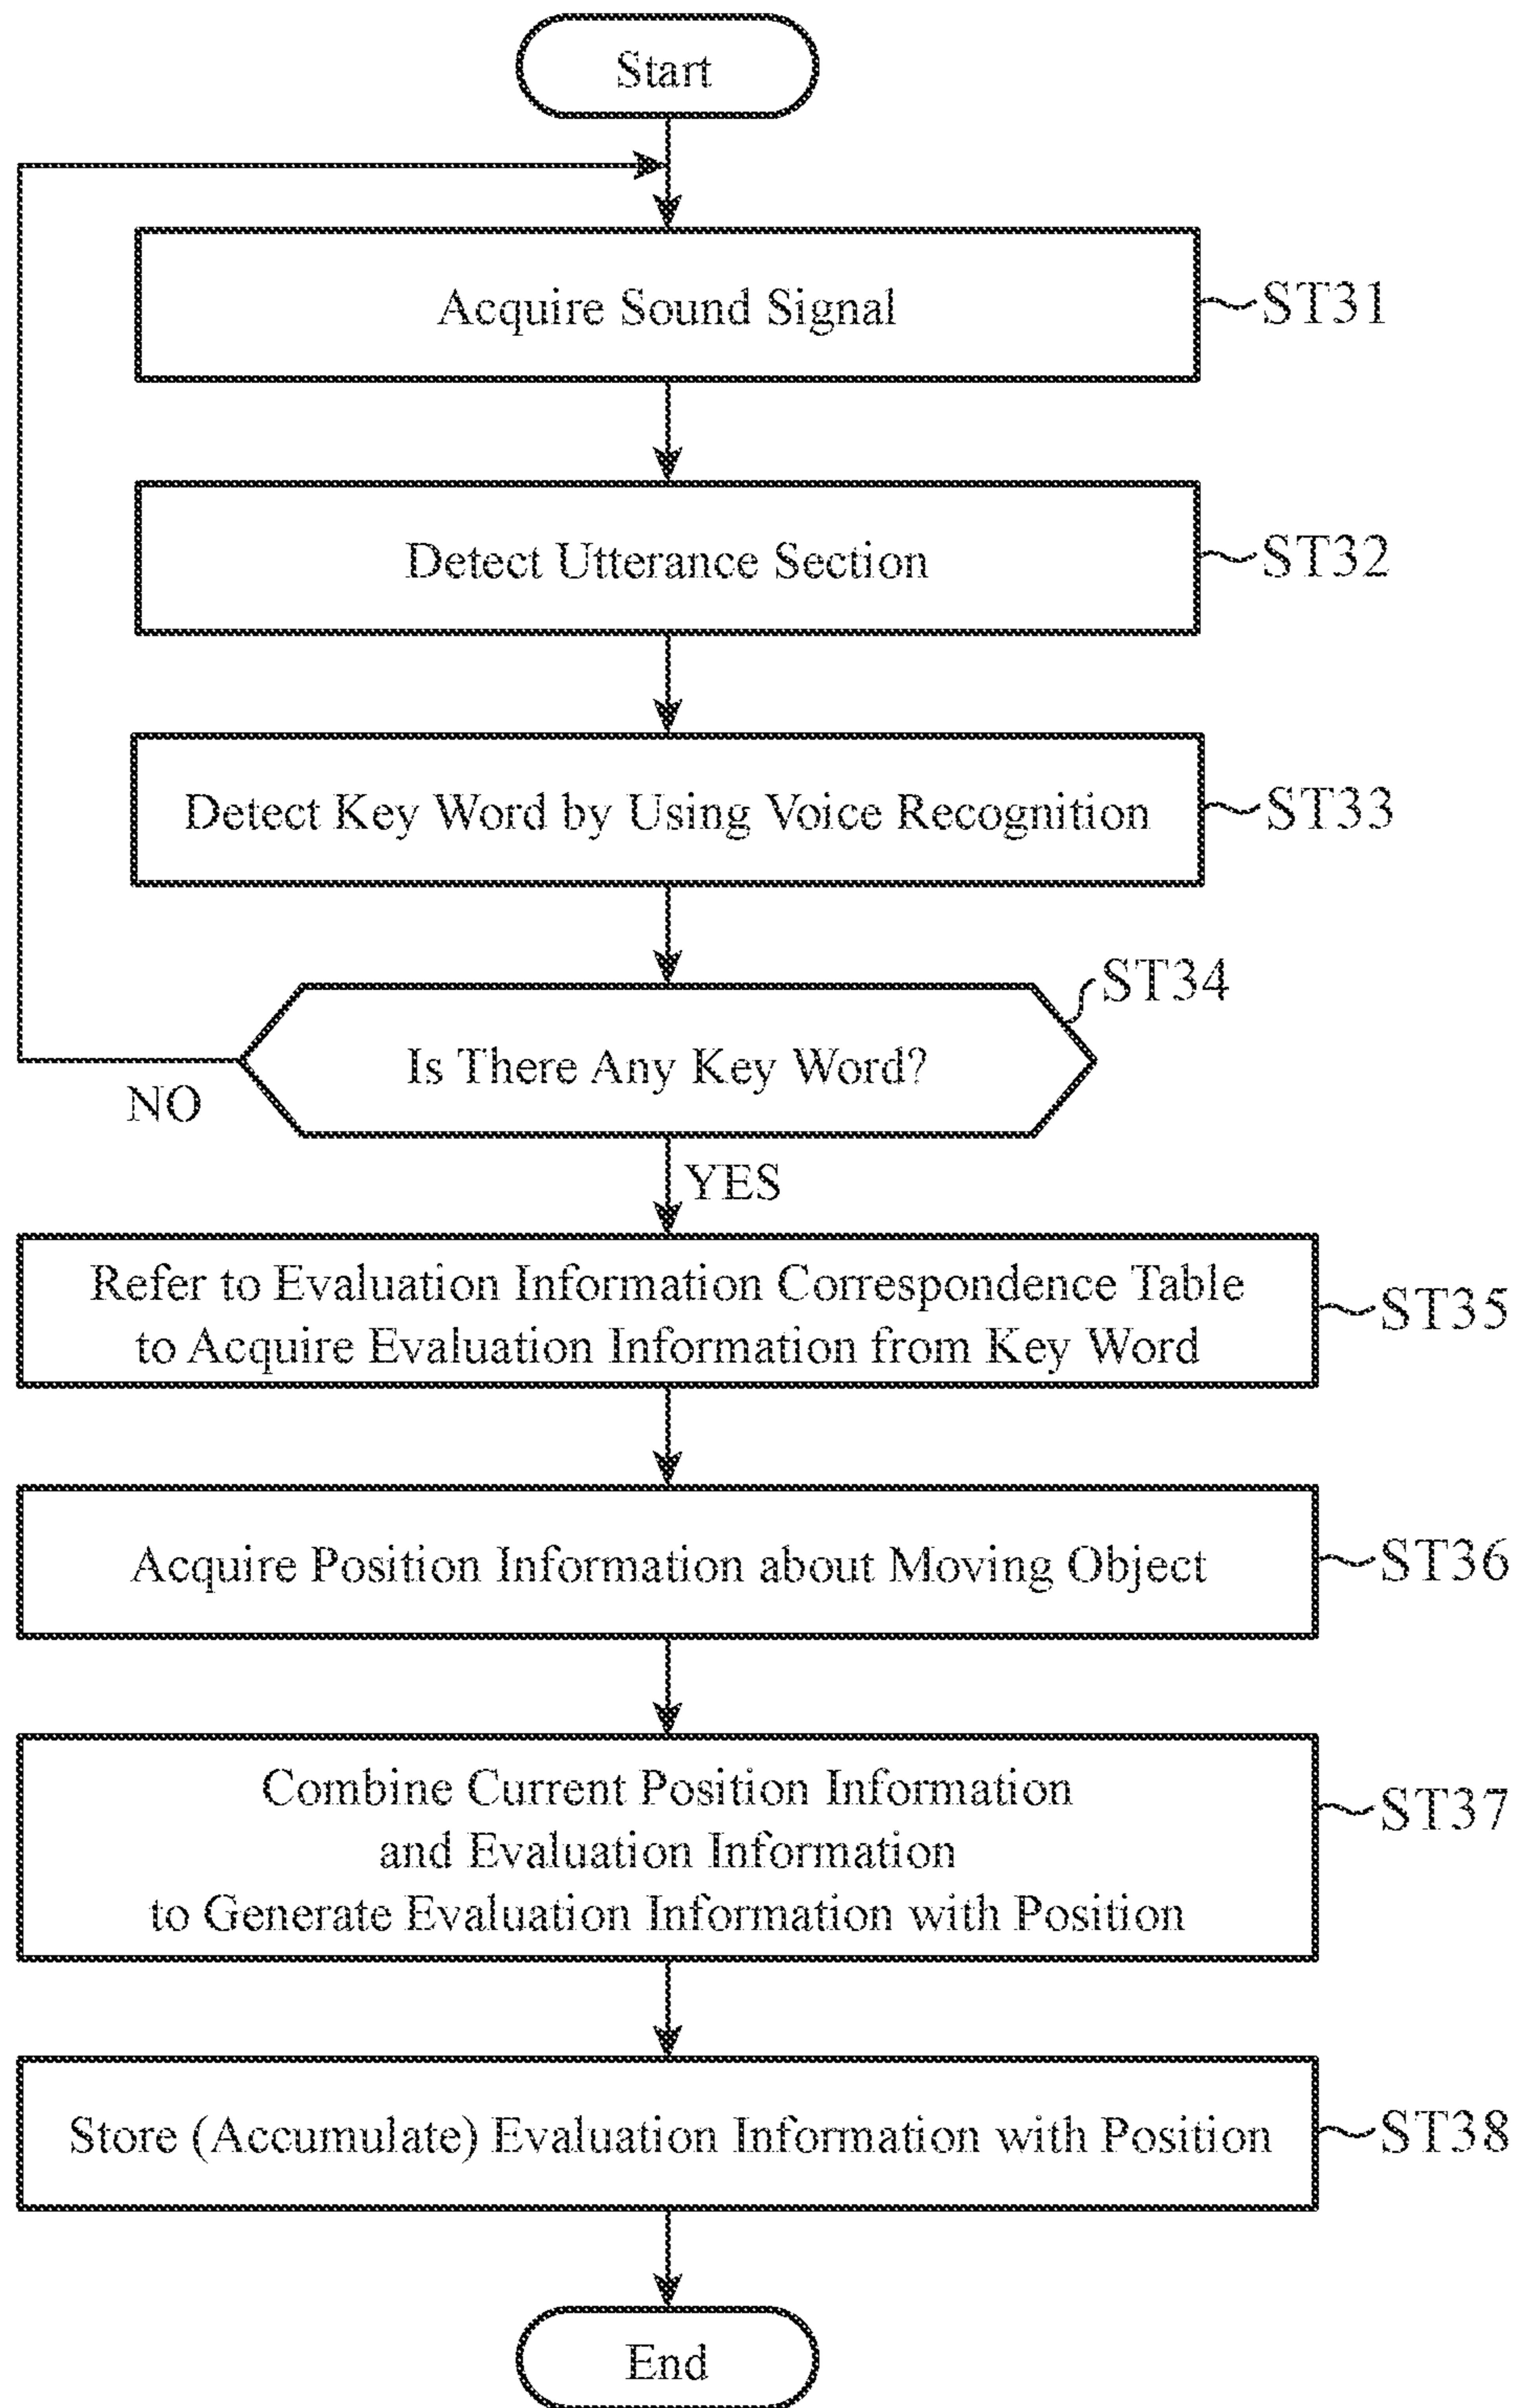 Start
Acquire Sound Signal
ST31
Detect Utterance Section
ST32
Detect Key Word by Using Voice Recognition
ST33
ST34
Is There Any Key Word?
NO
YES
Refer to Evaluation Information Correspondence Table
to Acquire Evaluation Information from Key Word
ST35
Acquire Position Information about Moving Object
ST36
Combine Current Position Information
and Evaluation Information
to Generate Evaluation Information with Position
ST37
Store (Accumulate) Evaluation Information with Position
ST38
End